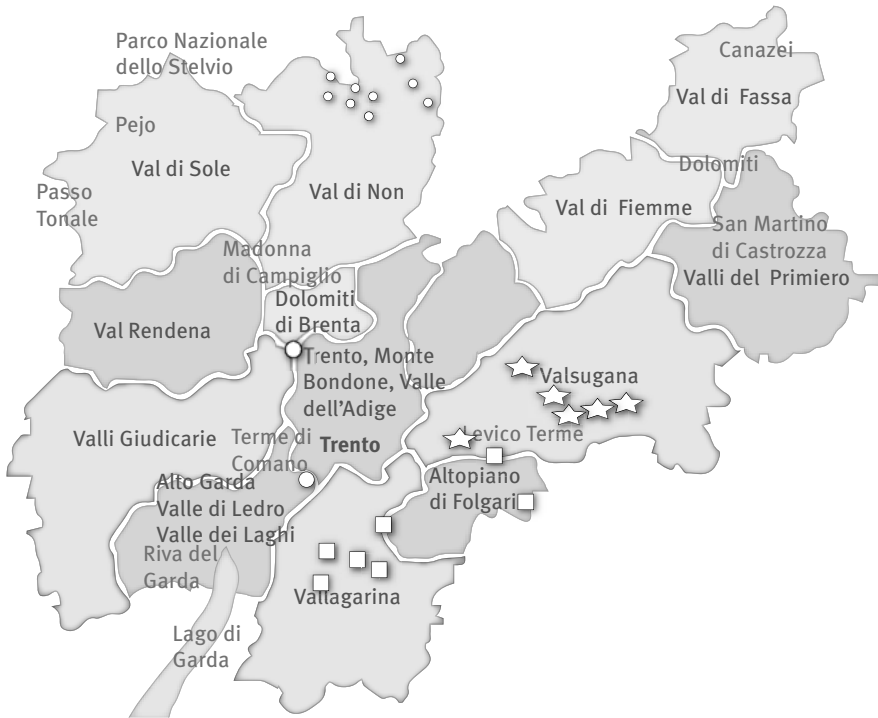 Parco Nazionale
dello Stelvio
Canazei
Val di Fassa
Pejo
Val di Sole
Dolomiti
Passo
Tonale
Val di Non
Val di Fiemme
San Martino
di Castrozza
Valli del Primiero
Madonna
di Campiglio
Dolomiti
di Brenta
Val Rendena
Trento, Monte
Bondone, Valle
dell'Adige
Valsugana
Valli Giudicarie
Terme di
Comano
Trento
Levico Terme
Alto Garda
Valle di Ledro
Valle dei Laghi
Altopiano
di Folgari
Riva del
Garda
Vallagarina
Lago di
Garda